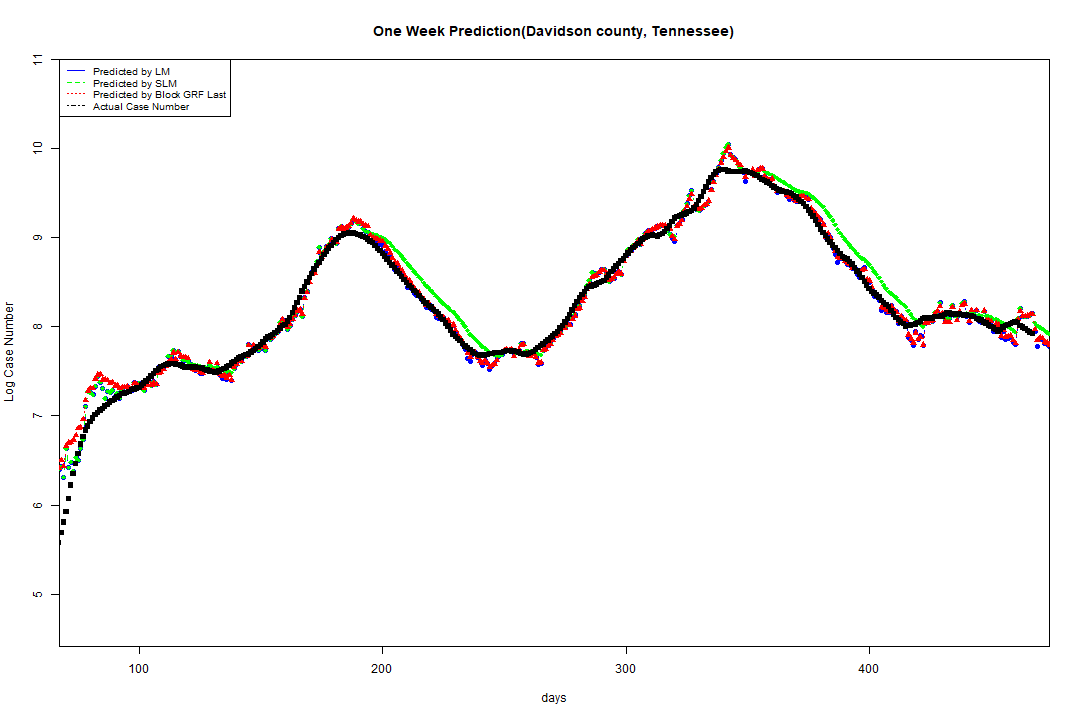 One Week Prediction(Davidson county, Tennessee)
11
10
9
8
7
6
5
Log Case Number
Predicted by LM
Predicted by SLM
Predicted by Block GRF Last
Actual Case Number
100 200 300 400
days